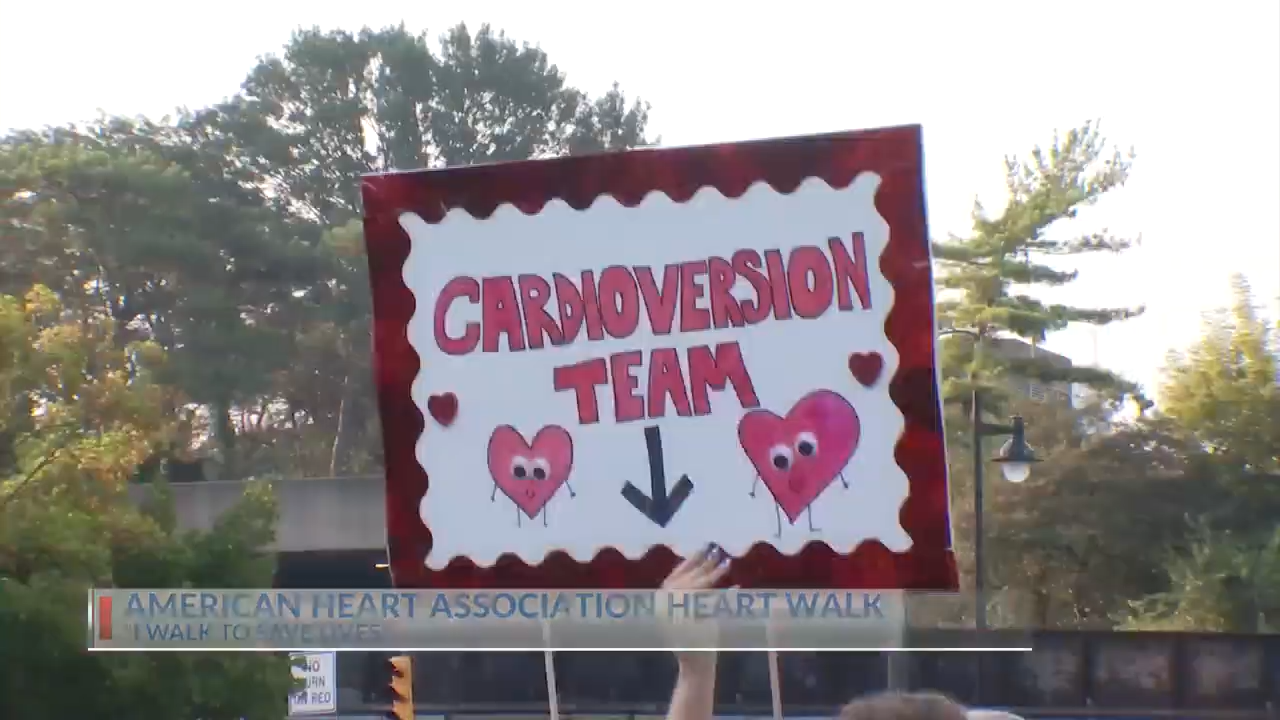 CARDIOVERSION
TEAM
AMERICAN HEART ASSOCIATION HEART WALK
"I WALK TO SAVE LIVES"
NO
TURN
ON RED